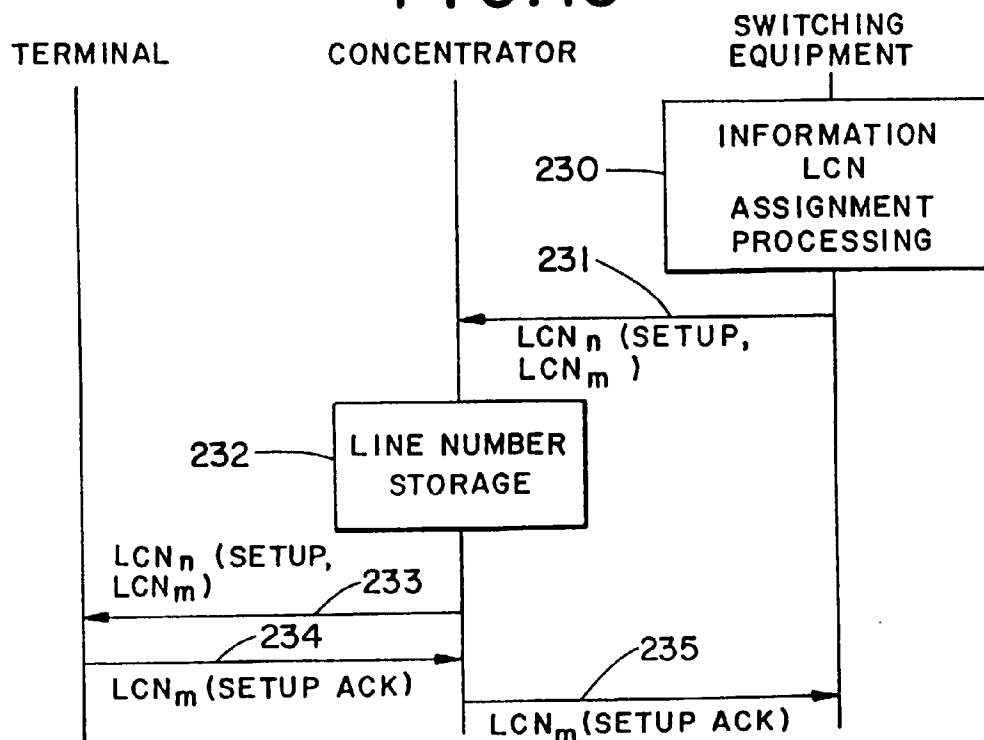 TERMINAL
CONCENTRATOR
SWITCHING
EQUIPMENT
INFORMATION
LCN
ASSIGNMENT
PROCESSING
230
231
LCNn (SETUP,
LCNm )
LINE NUMBER
STORAGE
232
LCNn (SETUP,
LCNm)
233
234
LCNm (SETUP ACK)
235
LCNm (SETUP ACK)